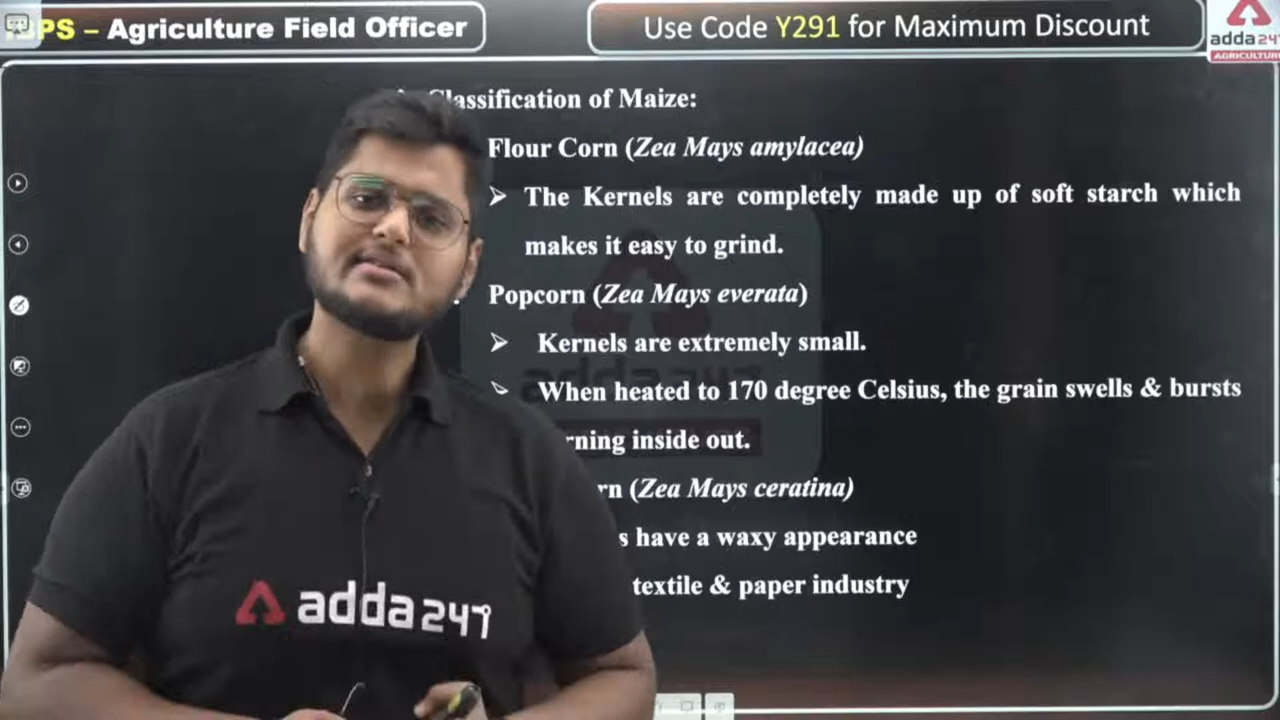 IBPS – Agriculture Field Officer
Use Code Y291 for Maximum Discount
adda247
AGRICULTURE
Classification of Maize:
Flour Corn (Zea Mays amylacea)
➢ The Kernels are completely made up of soft starch which
makes it easy to grind.
Popcorn (Zea Mays everata)
➢ Kernels are extremely small.
➢ When heated to 170 degree Celsius, the grain swells & bursts
rning inside out.
rn (Zea Mays ceratina)
s have a waxy appearance
textile & paper industry
adda247